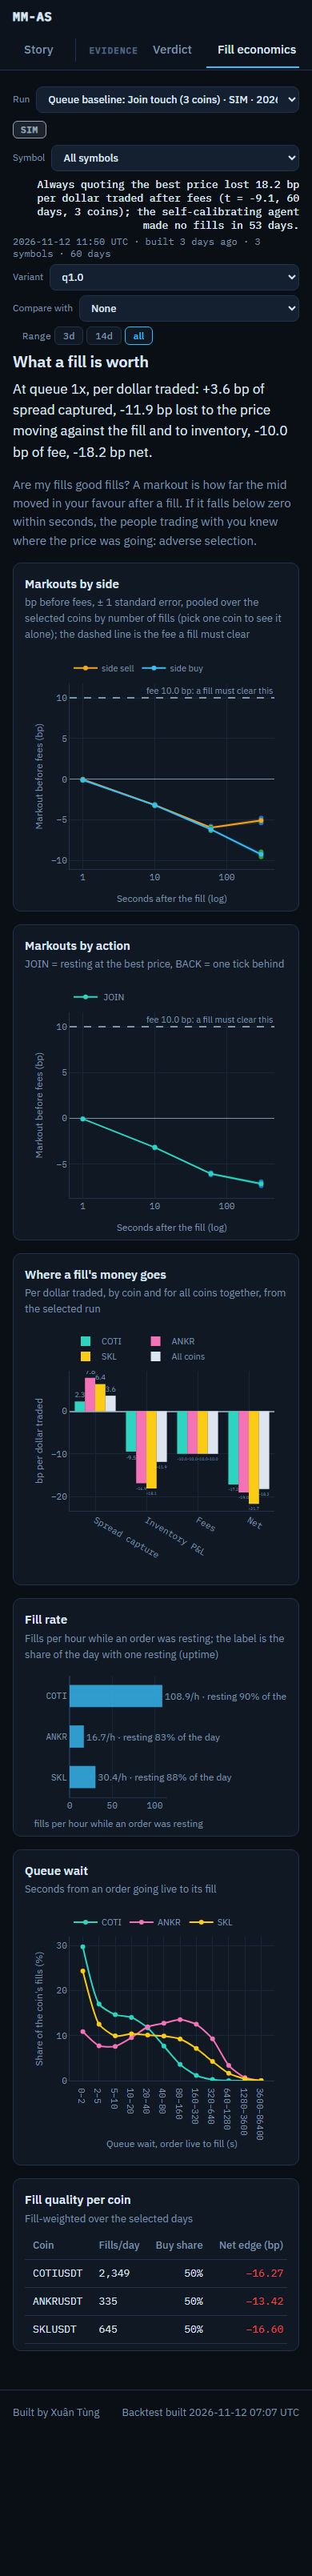 MM-AS
Story
EVIDENCE
Verdict
Fill economics
Run
Queue baseline: Join touch (3 coins) · SIM · 2026
SIM
Symbol
All symbols
Always quoting the best price lost 18.2 bp
per dollar traded after fees (t = -9.1, 60
days, 3 coins); the self-calibrating agent
made no fills in 53 days.
2026-11-12 11:50 UTC · built 3 days ago · 3
symbols · 60 days
Variant
q1.0
Compare with
None
Range
3d
14d
all
What a fill is worth
At queue 1x, per dollar traded: +3.6 bp of
spread captured, -11.9 bp lost to the price
moving against the fill and to inventory, -10.0
bp of fee, -18.2 bp net.
Are my fills good fills? A markout is how far the mid
moved in your favour after a fill. If it falls below zero
within seconds, the people trading with you knew
where the price was going: adverse selection.
Markouts by side
bp before fees, ± 1 standard error, pooled over the
selected coins by number of fills (pick one coin to see it
alone); the dashed line is the fee a fill must clear
side sell
side buy
fee 10.0 bp: a fill must clear this
Markout before fees (bp)
10
5
0
−5
−10
1
10
100
Seconds after the fill (log)
Markouts by action
JOIN = resting at the best price, BACK = one tick behind
JOIN
fee 10.0 bp: a fill must clear this
Markout before fees (bp)
10
5
0
−5
1
10
100
Seconds after the fill (log)
Where a fill's money goes
Per dollar traded, by coin and for all coins together, from
the selected run
COTI
ANKR
SKL
All coins
bp per dollar traded
0
−10
−20
2.3
6.4
3.6
Spread capture
Inventory P&L
Fees
Net
Fill rate
Fills per hour while an order was resting; the label is the
share of the day with one resting (uptime)
COTI
108.9/h · resting 90% of the
ANKR
16.7/h · resting 83% of the day
SKL
30.4/h · resting 88% of the day
0
50
100
fills per hour while an order was resting
Queue wait
Seconds from an order going live to its fill
COTI
ANKR
SKL
Share of the coin's fills (%)
30
20
10
0
0-2
2-5
5-10
10-20
20-40
40-80
80-160
160-320
320-640
640-1280
1280-3600
3600-86400
Queue wait, order live to fill (s)
Fill quality per coin
Fill-weighted over the selected days
Coin
Fills/day
Buy share
Net edge (bp)
COTIUSDT
2,349
50%
−16.27
ANKRUSDT
335
50%
−13.42
SKLUSDT
645
50%
−16.60
Built by Xuân Tùng
Backtest built 2026-11-12 07:07 UTC